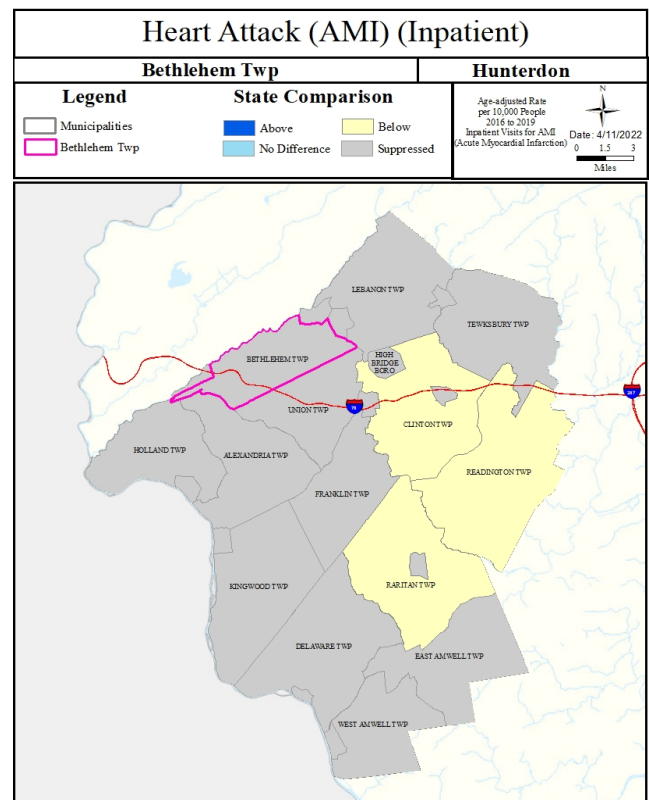 Heart Attack (AMI) (Inpatient)
Bethlehem Twp
Hunterdon
Legend
Municipalities
Bethlehem Twp
State Comparison
Above
Below
No Difference
Suppressed
Age-adjusted Rate
per 10,000 People
2016 to 2019
Inpatient Visits for AMI
(Acute Myocardial Infarction)
N
Date: 4/11/2022
0 1.5 3
Miles
LEBANON TWP
TEWKSBURY TWP
BETHLEHEM TWP
HIGH
BRIDGE
BORO
UNION TWP
78
287
CLINTON TWP
HOLLAND TWP
ALEXANDRIA TWP
READINGTON TWP
FRANKLIN TWP
KINGWOOD TWP
RARITAN TWP
DELAWARE TWP
EAST AMWELL TWP
WEST AMWELL TWP